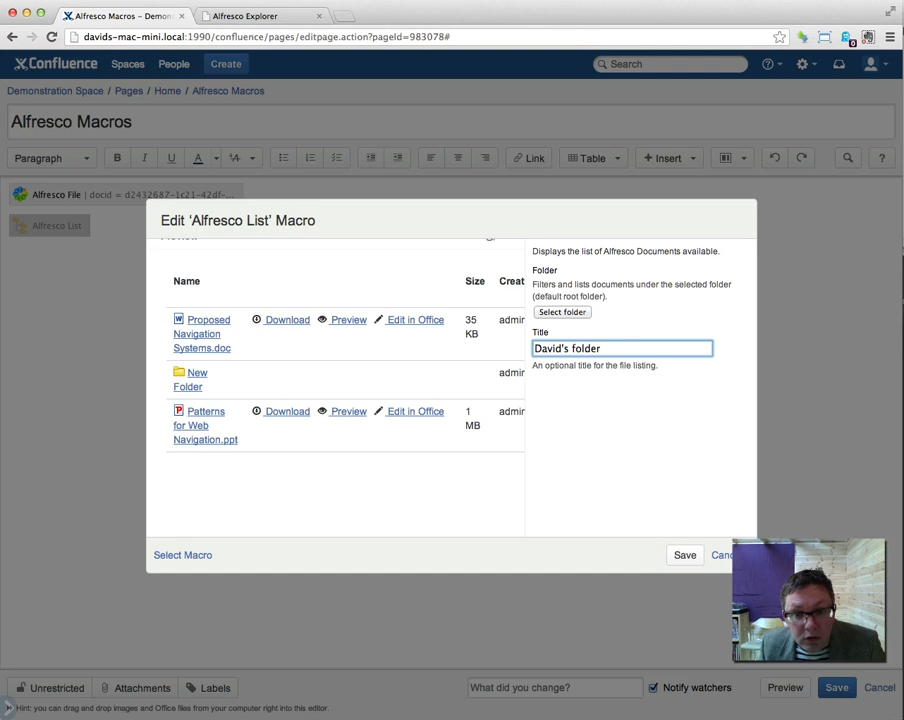 Alfresco Macros – Demon
Alfresco Explorer
davids-mac-mini.local:1990/confluence/pages/editpage.action?pageId=983078#
0
Confluence
Spaces
People
Create
Search
Demonstration Space / Pages / Home / Alfresco Macros
Alfresco Macros
Paragraph
B I U A
Link
Table
Insert
?
Alfresco File | docid = d2432687-1c21-42df-...
Alfresco List
Edit ‘Alfresco List’ Macro
Name
Size
Creat
Proposed Navigation Systems.doc
Download
Preview
Edit in Office
35 KB
admin
New Folder
admin
Patterns for Web Navigation.ppt
Download
Preview
Edit in Office
1 MB
admin
Displays the list of Alfresco Documents available.
Folder
Filters and lists documents under the selected folder
(default root folder).
Select folder
Title
David's folder
An optional title for the file listing.
Select Macro
Save
Unrestricted
Attachments
Labels
What did you change?
Notify watchers
Preview
Save
Cancel
Hint: you can drag and drop images and Office files from your computer right into this editor.